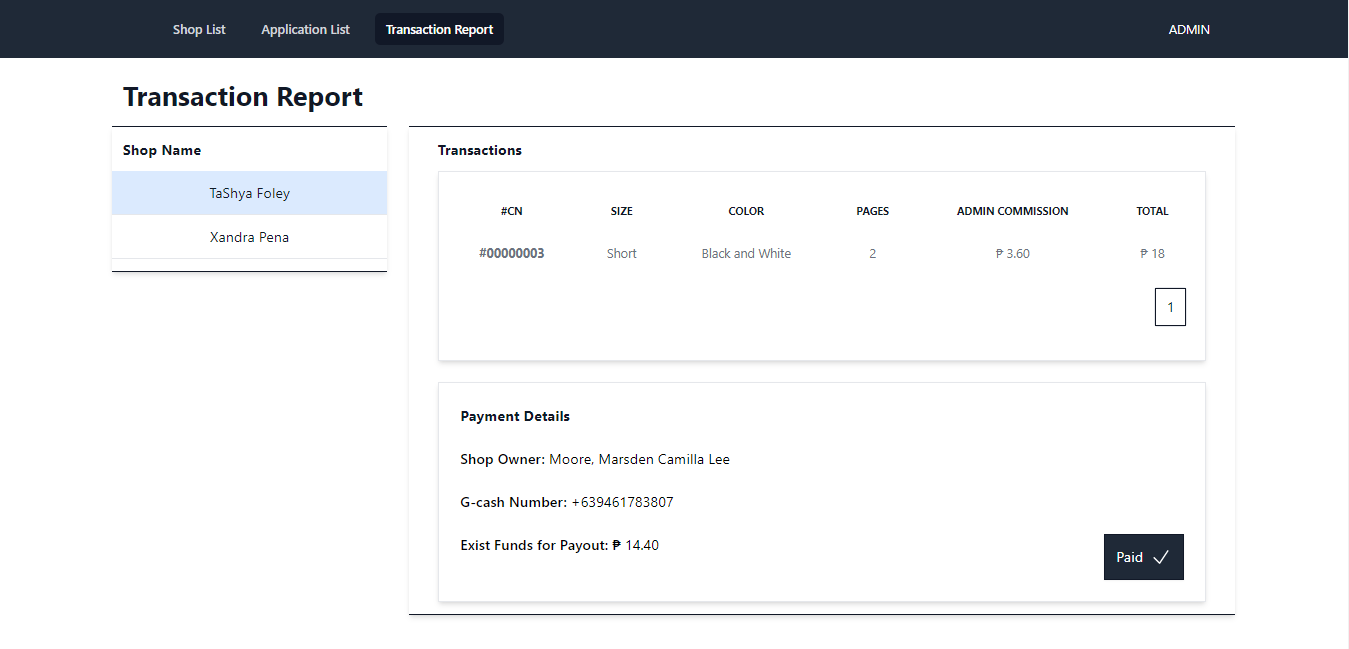 Shop List Application List Transaction Report ADMIN
Transaction Report
Shop Name
TaShya Foley
Xandra Pena
Transactions
#CN SIZE COLOR PAGES ADMIN COMMISSION TOTAL
#00000003 Short Black and White 2 ₱ 3.60 ₱ 18
1
Payment Details
Shop Owner: Moore, Marsden Camilla Lee
G-cash Number: +639461783807
Exist Funds for Payout: ₱ 14.40
Paid